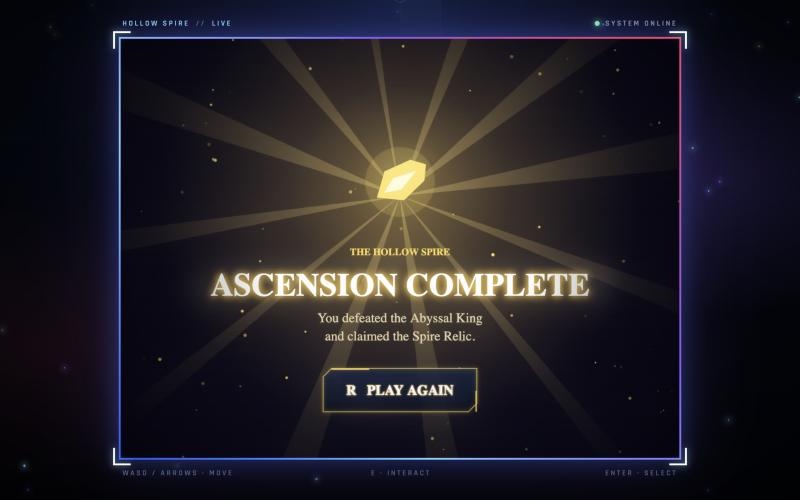 HOLLOW SPIRE // LIVE
SYSTEM ONLINE
THE HOLLOW SPIRE
ASCENSION COMPLETE
You defeated the Abyssal King
and claimed the Spire Relic.
R PLAY AGAIN
WASD / ARROWS · MOVE
E · INTERACT
ENTER · SELECT